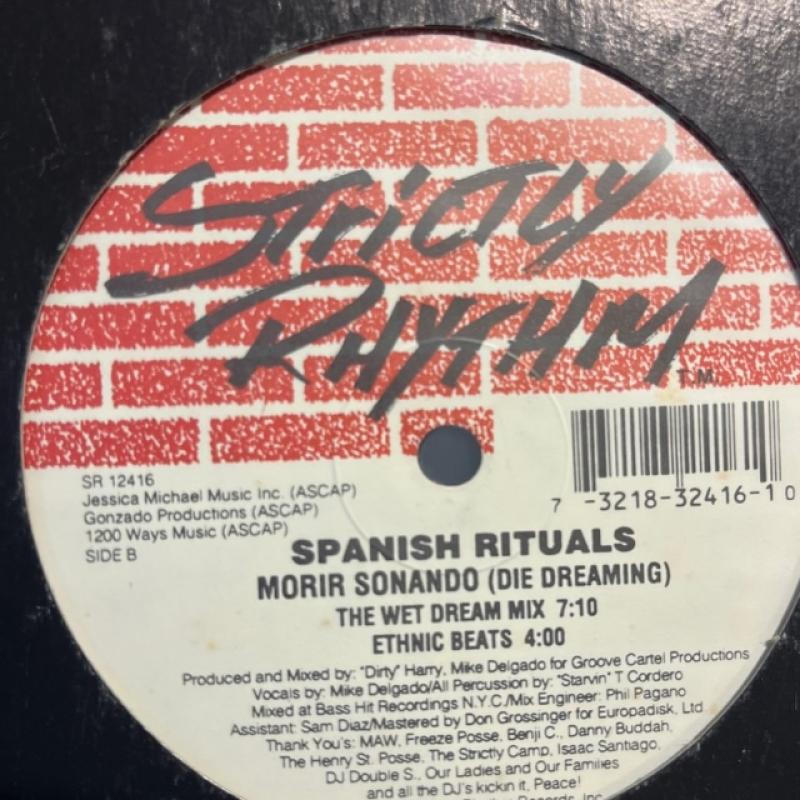 STRICTLY
RHYTHM
T.M.
7 -3218-32416-1 0
SR 12416
Jessica Michael Music Inc. (ASCAP)
Gonzado Productions (ASCAP)
1200 Ways Music (ASCAP)
SIDE B
SPANISH RITUALS
MORIR SONANDO (DIE DREAMING)
THE WET DREAM MIX 7:10
ETHNIC BEATS 4:00
Produced and Mixed by: "Dirty" Harry, Mike Delgado for Groove Cartel Productions
Vocals by: Mike Delgado/All Percussion by: "Starvin" T Cordero
Mixed at Bass Hit Recordings N.Y.C./Mix Engineer: Phil Pagano
Assistant: Sam Diaz/Mastered by Don Grossinger for Europadisk, Ltd.
Thank You's: MAW, Freeze Posse, Benji C., Danny Buddah,
The Henry St. Posse, The Strictly Camp, Isaac Santiago,
DJ Double S., Our Ladies and Our Families
and all the DJ's kickin it, Peace!
Records, Inc.